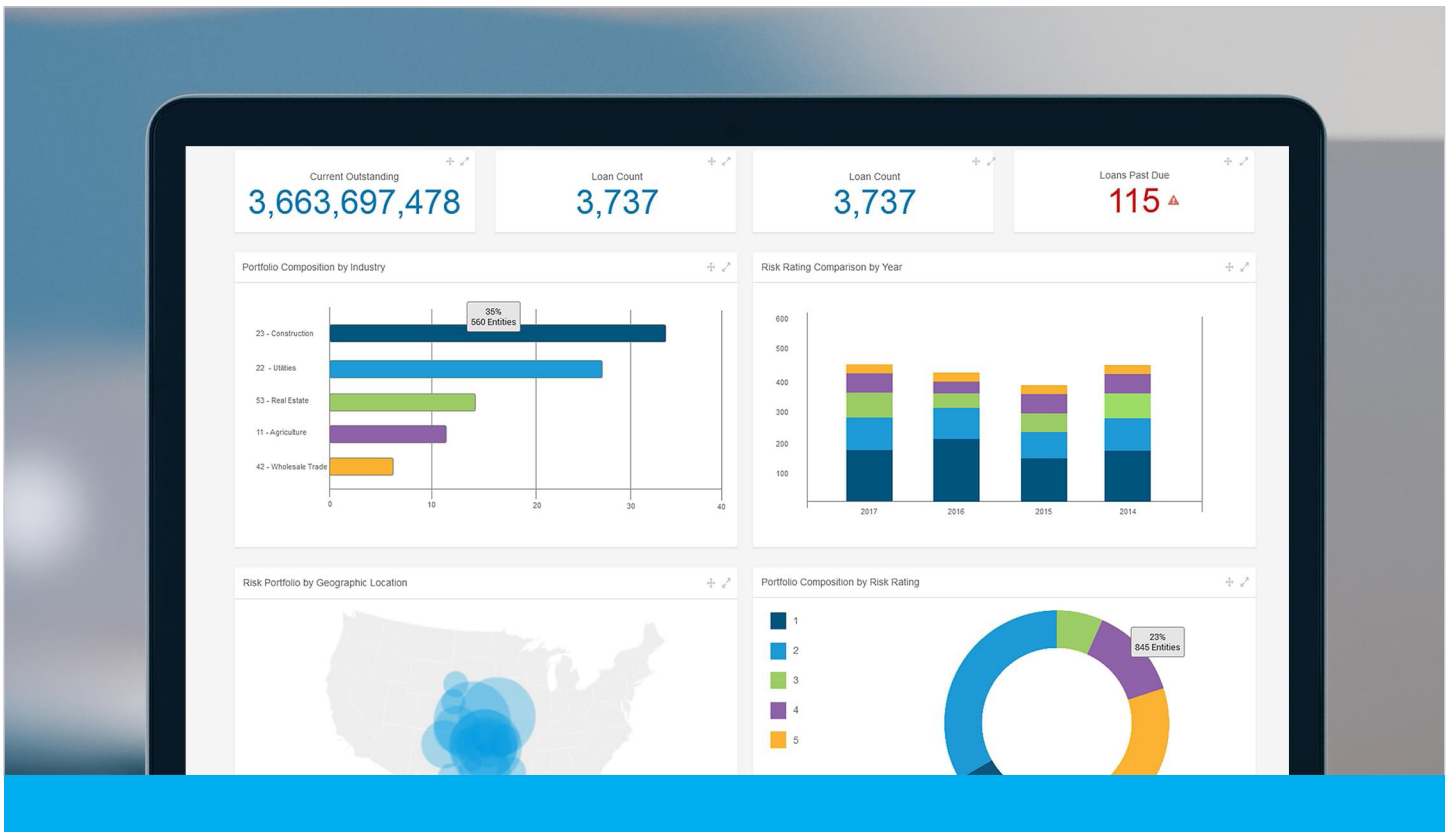 Current Outstanding
3,663,697,478
Loan Count
3,737
Loan Count
3,737
Loans Past Due
115
Portfolio Composition by Industry
35%
560 Entities
23 - Construction
22 - Utilities
53 - Real Estate
11 - Agriculture
42 - Wholesale Trade
0 10 20 30 40
Risk Rating Comparison by Year
600
500
400
300
200
100
2017 2016 2015 2014
Risk Portfolio by Geographic Location
Portfolio Composition by Risk Rating
1
2
3
4
5
23%
845 Entities